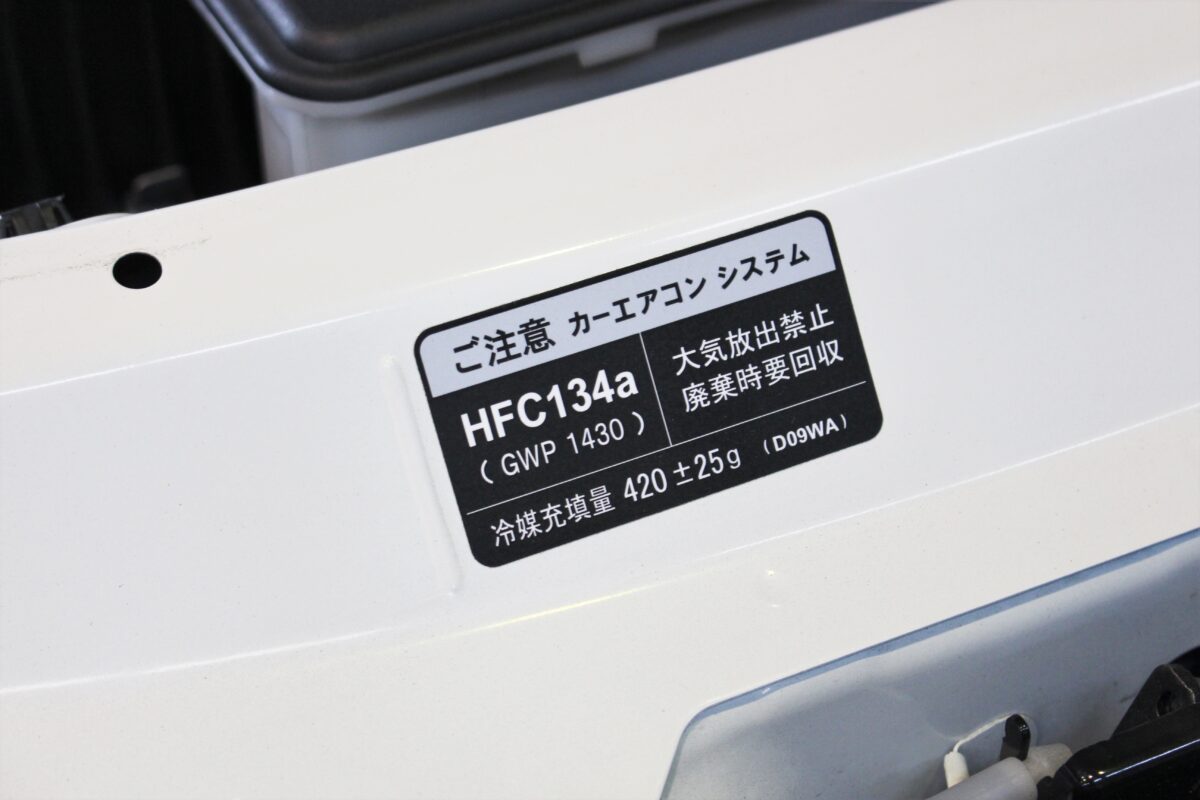 ご注意 カーエアコン システム
HFC134a
(GWP 1430)
大気放出禁止
廃棄時要回収
冷媒充填量 420±25g (D09WA)